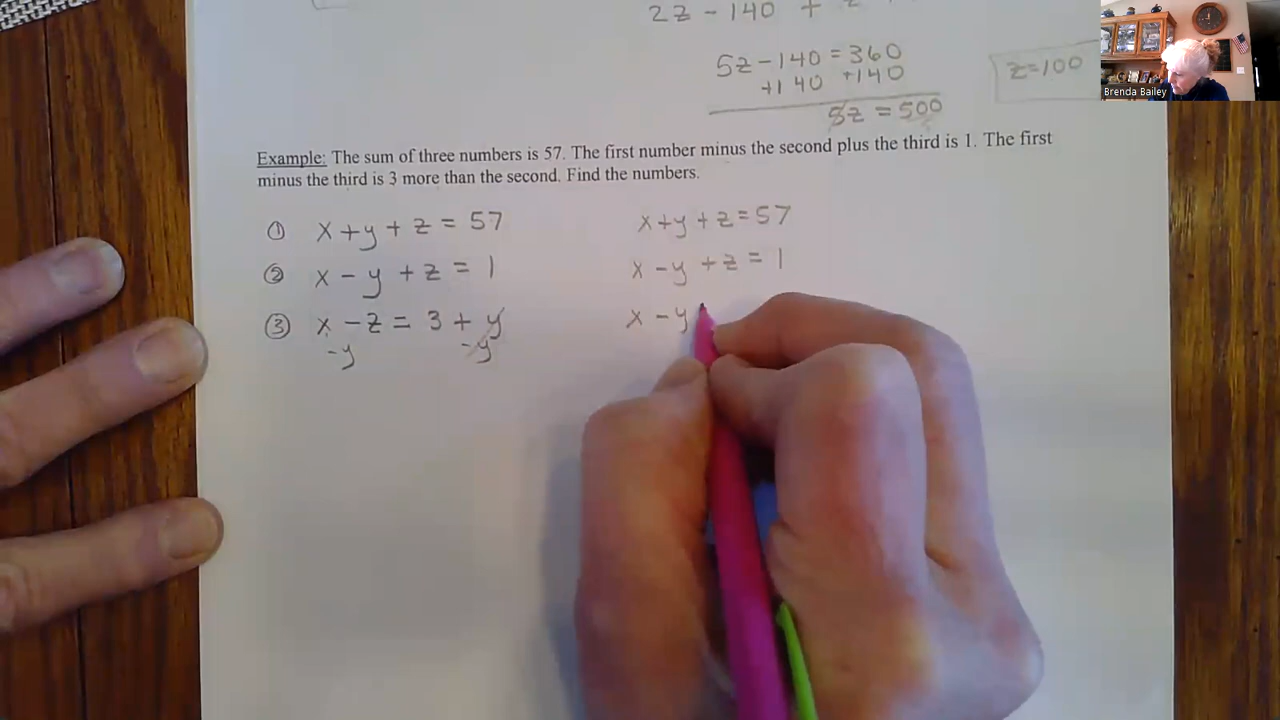 2z - 140 +
5z - 140 = 360
+140 +140
5z = 500
z=100
Brenda Bailey
Example: The sum of three numbers is 57. The first number minus the second plus the third is 1. The first
minus the third is 3 more than the second. Find the numbers.
① x + y + z = 57
x + y + z = 57
② x - y + z = 1
x - y + z = 1
③ x - z = 3 + y
-y -y
x - y